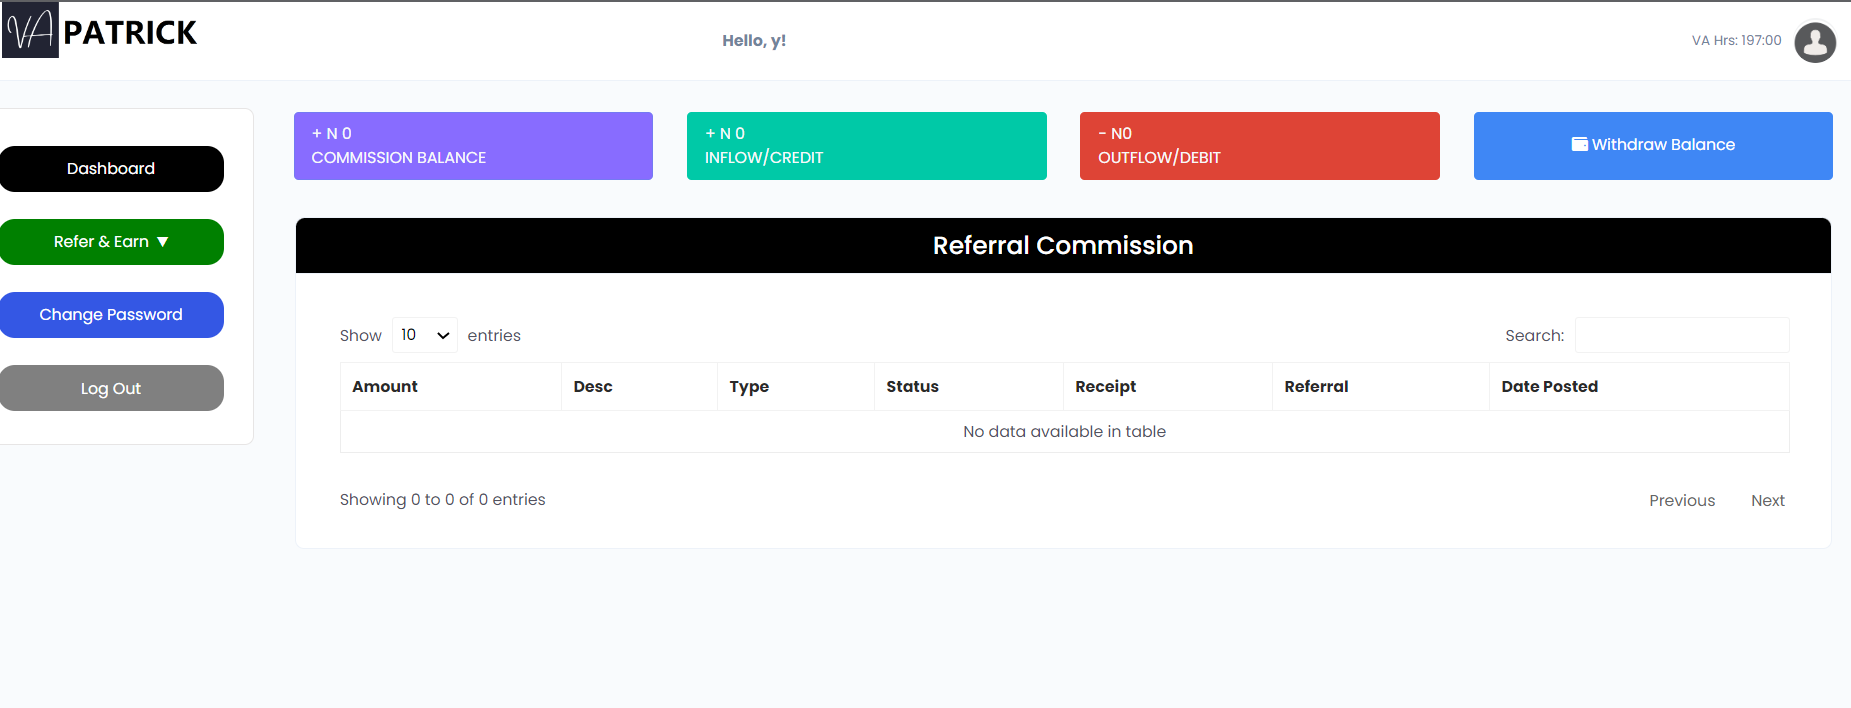 VA PATRICK
Hello, y!
VA Hrs: 197:00
Dashboard
Refer & Earn ▼
Change Password
Log Out
+ N 0
COMMISSION BALANCE
+ N 0
INFLOW/CREDIT
- N0
OUTFLOW/DEBIT
Withdraw Balance
Referral Commission
Show 10 entries
Search:
Amount Desc Type Status Receipt Referral Date Posted
No data available in table
Showing 0 to 0 of 0 entries
Previous Next